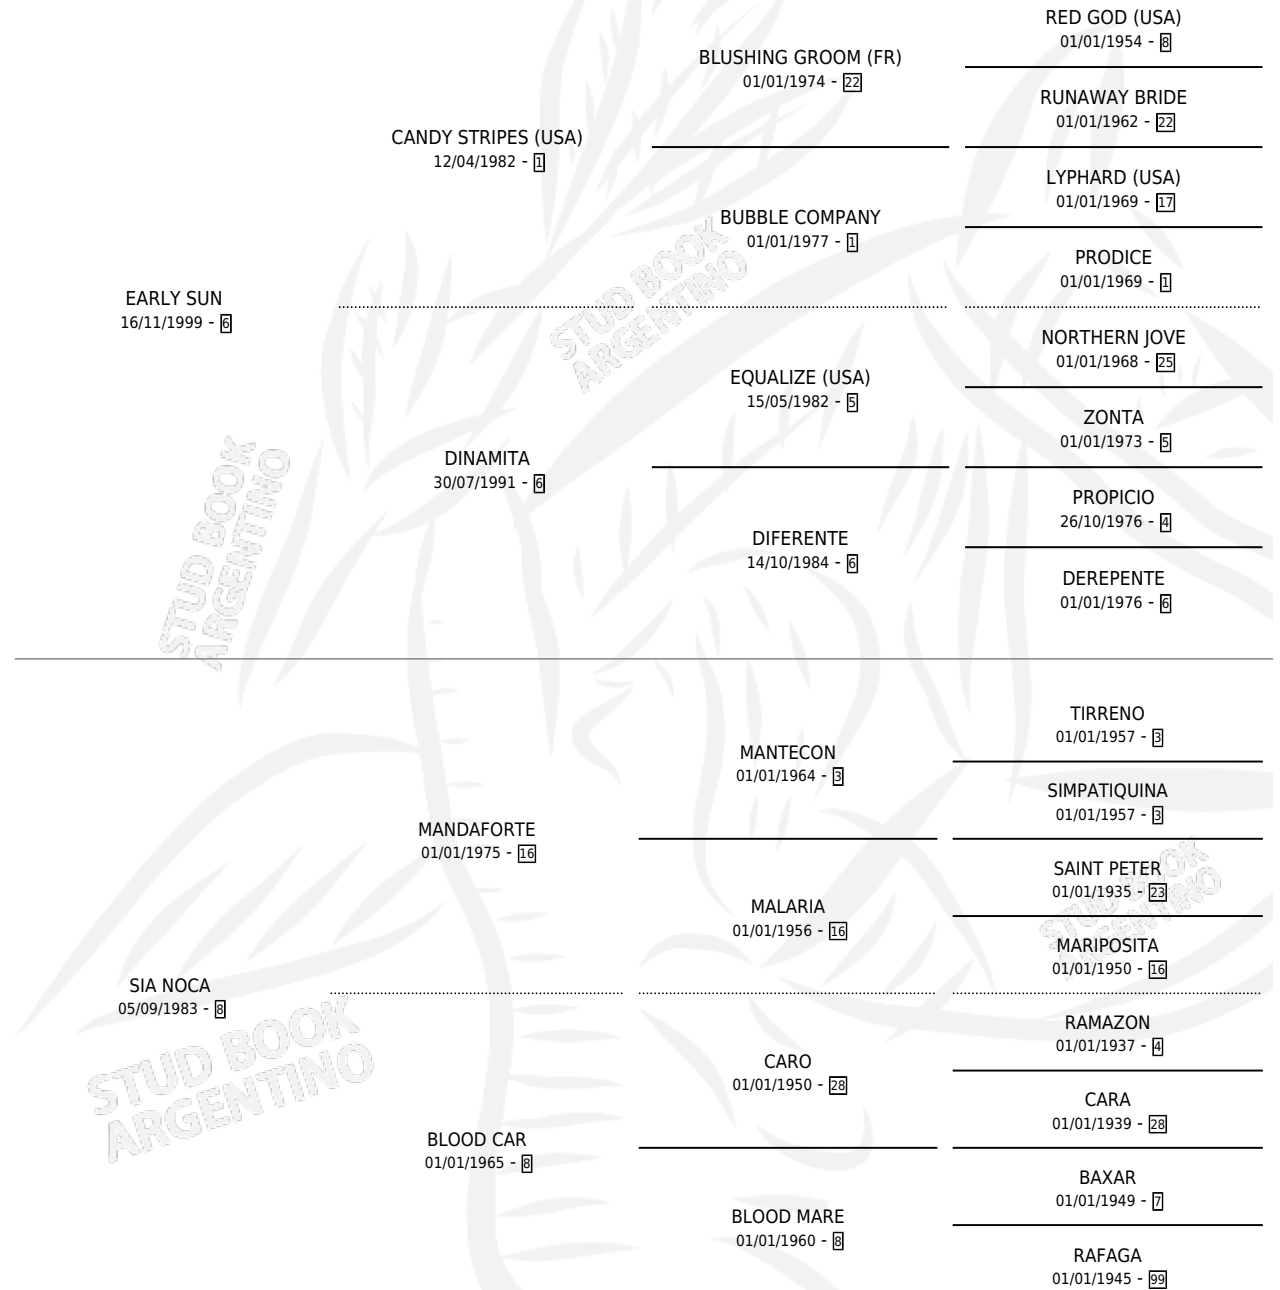 RED GOD (USA)
01/01/1954 - 8
BLUSHING GROOM (FR)
01/01/1974 - 22
RUNAWAY BRIDE
01/01/1962 - 22
CANDY STRIPES (USA)
12/04/1982 - 1
LYPHARD (USA)
01/01/1969 - 17
BUBBLE COMPANY
01/01/1977 - 1
PRODICE
01/01/1969 - 1
STUD BOOK
ARGENTINO
EARLY SUN
16/11/1999 - 6
NORTHERN JOVE
01/01/1968 - 25
EQUALIZE (USA)
15/05/1982 - 5
ZONTA
01/01/1973 - 5
DINAMITA
30/07/1991 - 6
PROPICIO
26/10/1976 - 4
DIFERENTE
14/10/1984 - 6
DEREPENTE
01/01/1976 - 6
STUD BOOK
ARGENTINO
TIRRENO
01/01/1957 - 3
MANTECON
01/01/1964 - 3
SIMPATIQUINA
01/01/1957 - 3
MANDAFORTE
01/01/1975 - 16
SAINT PETER
01/01/1935 - 23
MALARIA
01/01/1956 - 16
MARIPOSITA
01/01/1950 - 16
STUD BOOK
ARGENTINO
SIA NOCA
05/09/1983 - 8
RAMAZON
01/01/1937 - 4
CARO
01/01/1950 - 28
CARA
01/01/1939 - 28
STUD BOOK
ARGENTINO
BLOOD CAR
01/01/1965 - 8
BAXAR
01/01/1949 - 7
BLOOD MARE
01/01/1960 - 8
RAFAGA
01/01/1945 - 99